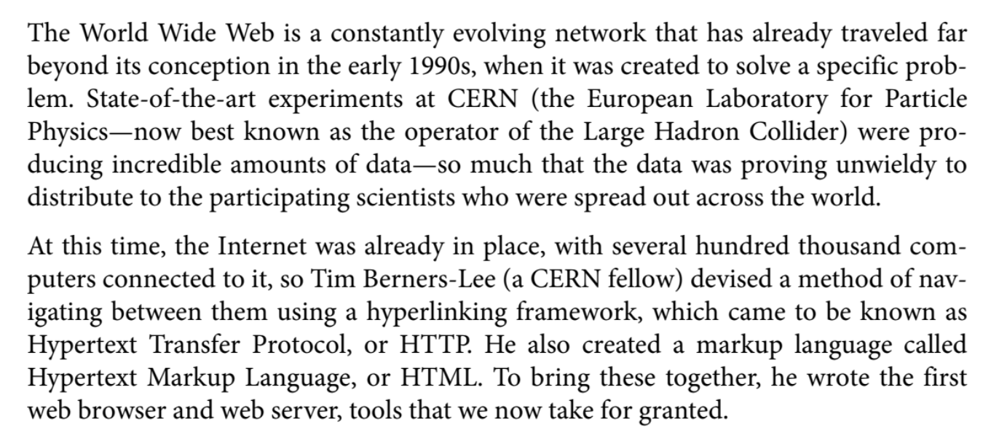 The World Wide Web is a constantly evolving network that has already traveled far
beyond its conception in the early 1990s, when it was created to solve a specific prob-
lem. State-of-the-art experiments at CERN (the European Laboratory for Particle
Physics—now best known as the operator of the Large Hadron Collider) were pro-
ducing incredible amounts of data—so much that the data was proving unwieldy to
distribute to the participating scientists who were spread out across the world.
At this time, the Internet was already in place, with several hundred thousand com-
puters connected to it, so Tim Berners-Lee (a CERN fellow) devised a method of nav-
igating between them using a hyperlinking framework, which came to be known as
Hypertext Transfer Protocol, or HTTP. He also created a markup language called
Hypertext Markup Language, or HTML. To bring these together, he wrote the first
web browser and web server, tools that we now take for granted.